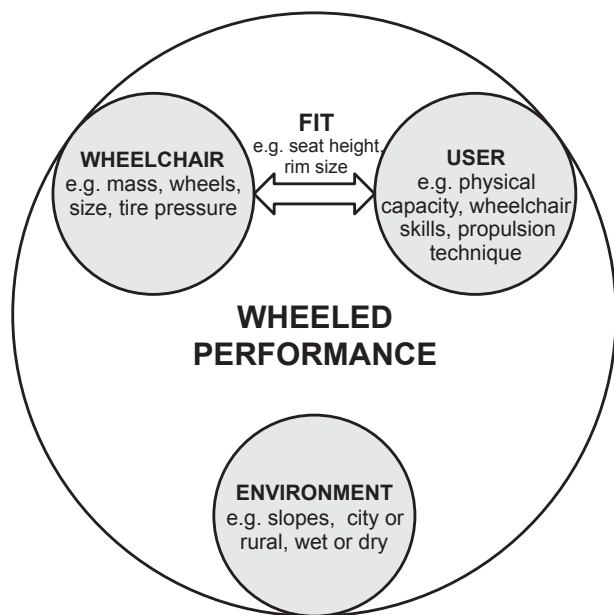 FIT
e.g. seat height,
rim size
WHEELCHAIR
e.g. mass, wheels,
size, tire pressure
USER
e.g. physical
capacity, wheelchair
skills, propulsion
technique
WHEELED
PERFORMANCE
ENVIRONMENT
e.g. slopes, city or
rural, wet or dry